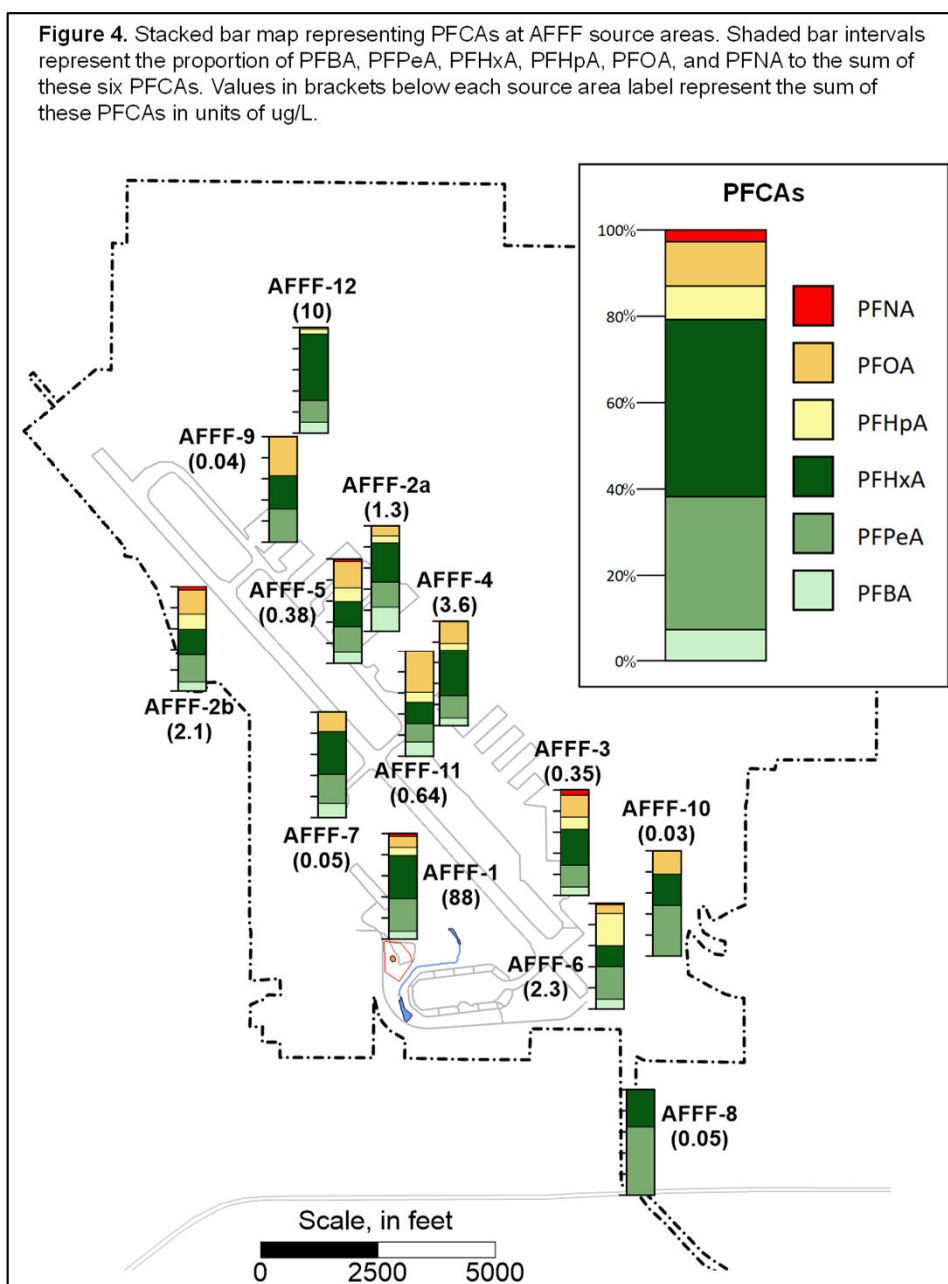 Figure 4. Stacked bar map representing PFCAs at AFFF source areas. Shaded bar intervals
represent the proportion of PFBA, PFPeA, PFHxA, PFHpA, PFOA, and PFNA to the sum of
these six PFCAs. Values in brackets below each source area label represent the sum of
these PFCAs in units of ug/L.
PFCAs
100%
80%
60%
40%
20%
0%
PFNA
PFOA
PFHpA
PFHxA
PFPeA
PFBA
AFFF-12
(10)
AFFF-9
(0.04)
AFFF-2a
(1.3)
AFFF-5
(0.38)
AFFF-4
(3.6)
AFFF-2b
(2.1)
AFFF-11
(0.64)
AFFF-7
(0.05)
AFFF-3
(0.35)
AFFF-10
(0.03)
AFFF-1
(88)
AFFF-6
(2.3)
AFFF-8
(0.05)
Scale, in feet
0 2500 5000